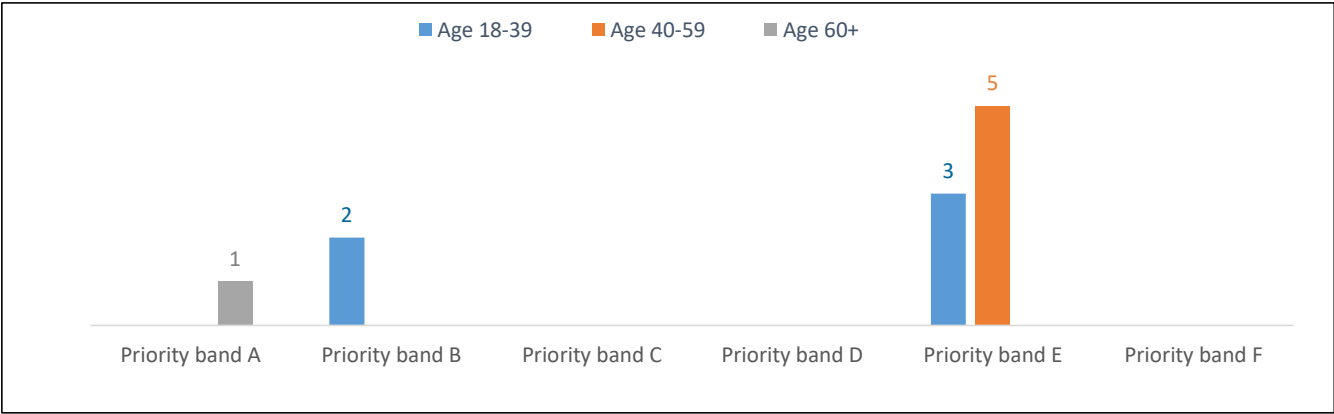 Age 18-39 Age 40-59 Age 60+
5
3
2
1
Priority band A Priority band B Priority band C Priority band D Priority band E Priority band F